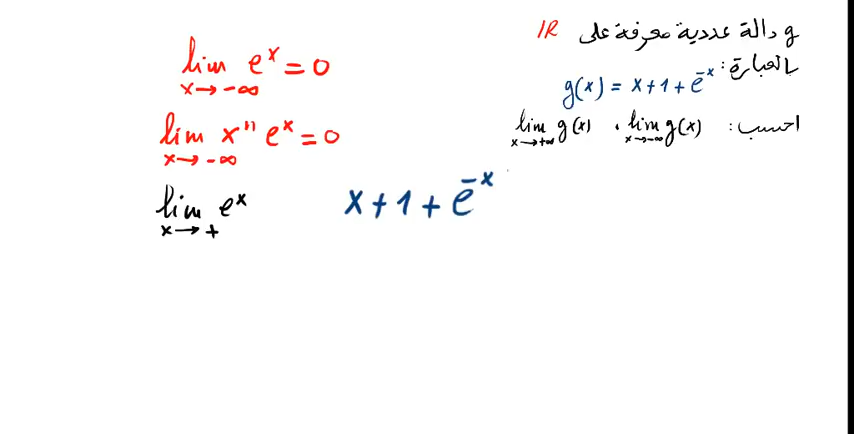 g دالة عددية معرفة على IR
بالعبارة: g(x) = x+1+e^-x
احسب: lim x→-∞ g(x) ، lim x→+∞ g(x)
lim x→-∞ e^x = 0
lim x→-∞ x^n e^x = 0
lim x→+ e^x
x+1+e^-x